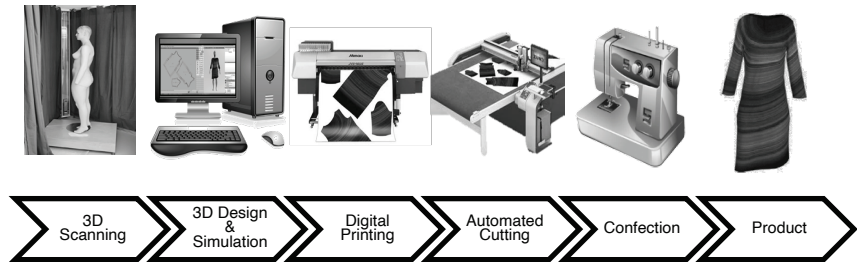 3D
Scanning
3D Design
&
Simulation
Digital
Printing
Automated
Cutting
Confection
Product